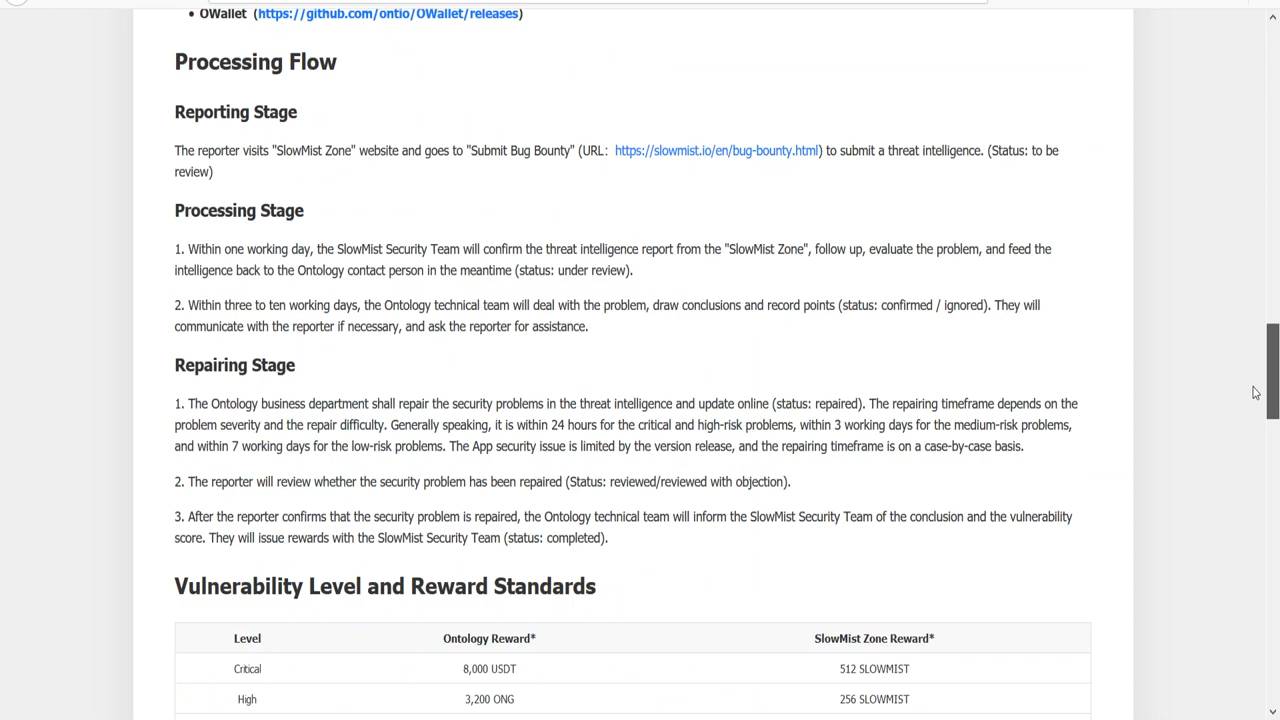 • OWallet (https://github.com/ontio/OWallet/releases)
Processing Flow
Reporting Stage
The reporter visits "SlowMist Zone" website and goes to "Submit Bug Bounty" (URL: https://slowmist.io/en/bug-bounty.html) to submit a threat intelligence. (Status: to be
review)
Processing Stage
1. Within one working day, the SlowMist Security Team will confirm the threat intelligence report from the "SlowMist Zone", follow up, evaluate the problem, and feed the
intelligence back to the Ontology contact person in the meantime (status: under review).
2. Within three to ten working days, the Ontology technical team will deal with the problem, draw conclusions and record points (status: confirmed / ignored). They will
communicate with the reporter if necessary, and ask the reporter for assistance.
Repairing Stage
1. The Ontology business department shall repair the security problems in the threat intelligence and update online (status: repaired). The repairing timeframe depends on the
problem severity and the repair difficulty. Generally speaking, it is within 24 hours for the critical and high-risk problems, within 3 working days for the medium-risk problems,
and within 7 working days for the low-risk problems. The App security issue is limited by the version release, and the repairing timeframe is on a case-by-case basis.
2. The reporter will review whether the security problem has been repaired (Status: reviewed/reviewed with objection).
3. After the reporter confirms that the security problem is repaired, the Ontology technical team will inform the SlowMist Security Team of the conclusion and the vulnerability
score. They will issue rewards with the SlowMist Security Team (status: completed).
Vulnerability Level and Reward Standards
Level Ontology Reward* SlowMist Zone Reward*
Critical 8,000 USDT 512 SLOWMIST
High 3,200 ONG 256 SLOWMIST